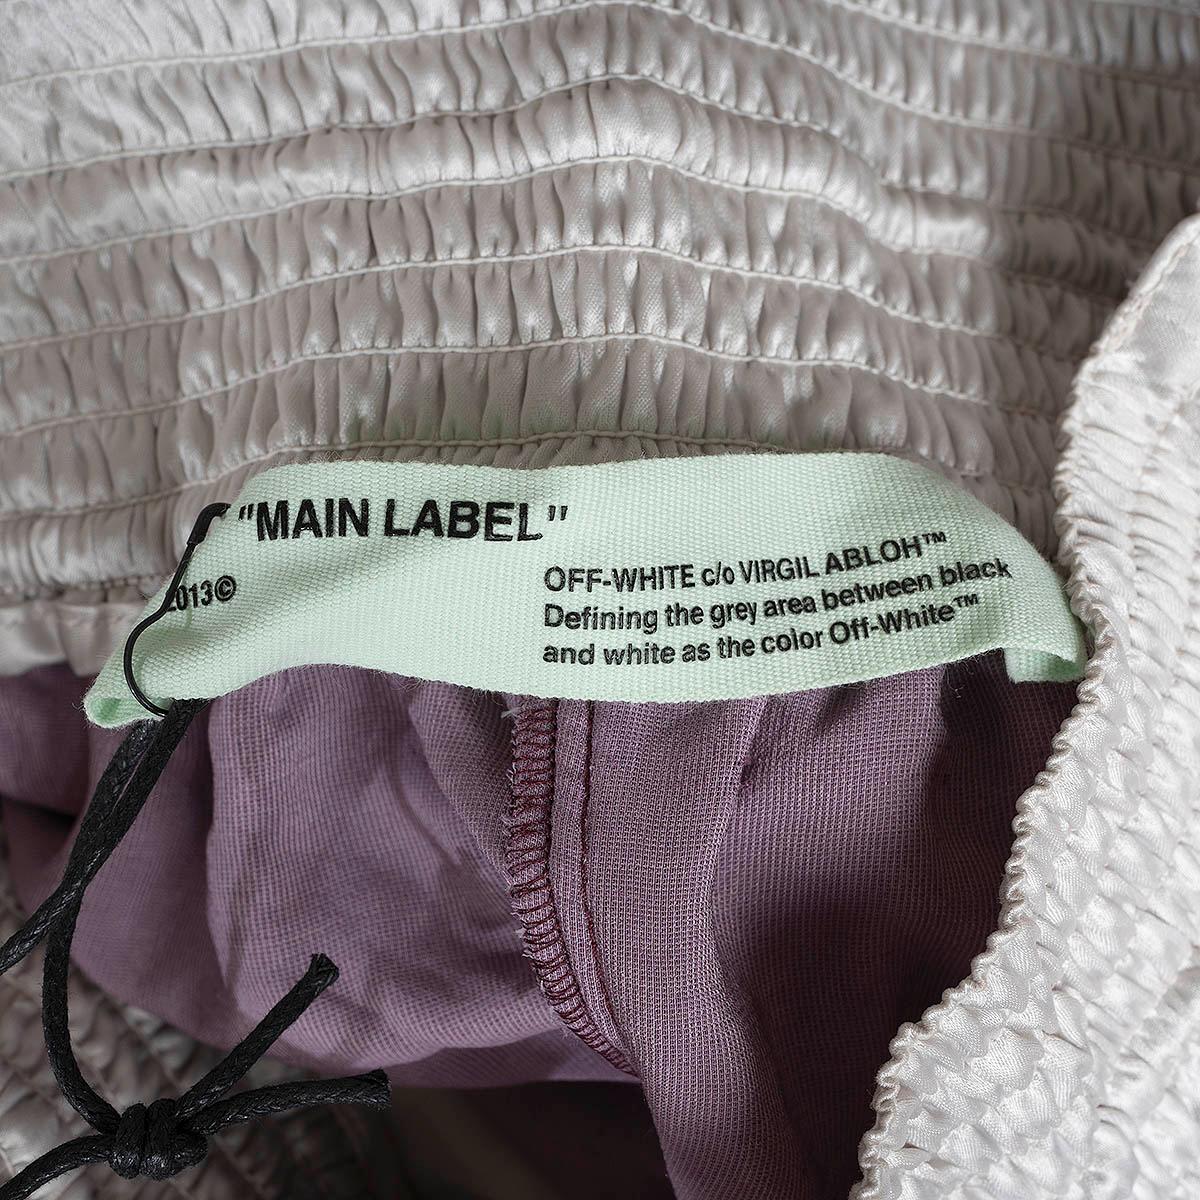 "MAIN LABEL"
2013©
OFF-WHITE c/o VIRGIL ABLOH™
Defining the grey area between black
and white as the color Off-White™